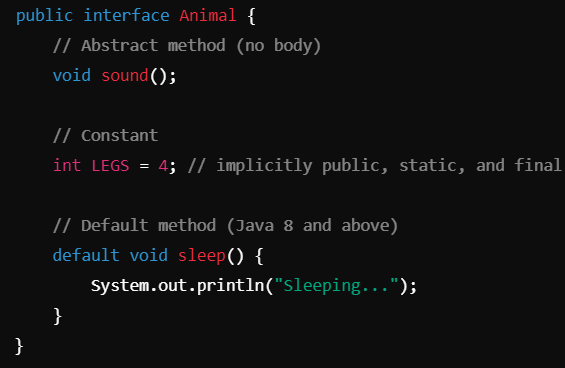 public interface Animal {
    // Abstract method (no body)
    void sound();

    // Constant
    int LEGS = 4; // implicitly public, static, and final

    // Default method (Java 8 and above)
    default void sleep() {
        System.out.println("Sleeping...");
    }
}